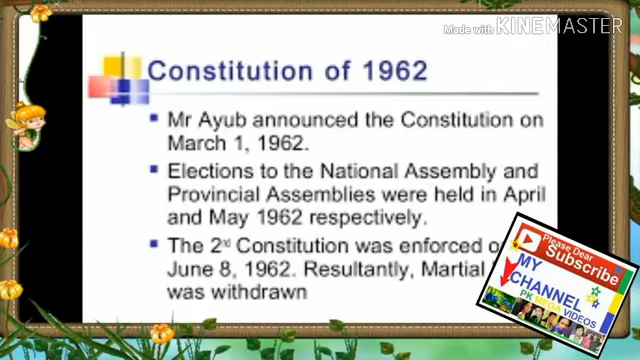 Made with KINEMASTER
Constitution of 1962
Mr Ayub announced the Constitution on
March 1, 1962.
Elections to the National Assembly and
Provincial Assemblies were held in April
and May 1962 respectively.
The 2nd Constitution was enforced o
June 8, 1962. Resultantly, Martial
was withdrawn
Please Dear
Subscribe
MY
CHANNEL
PK MEGA VIDEOS